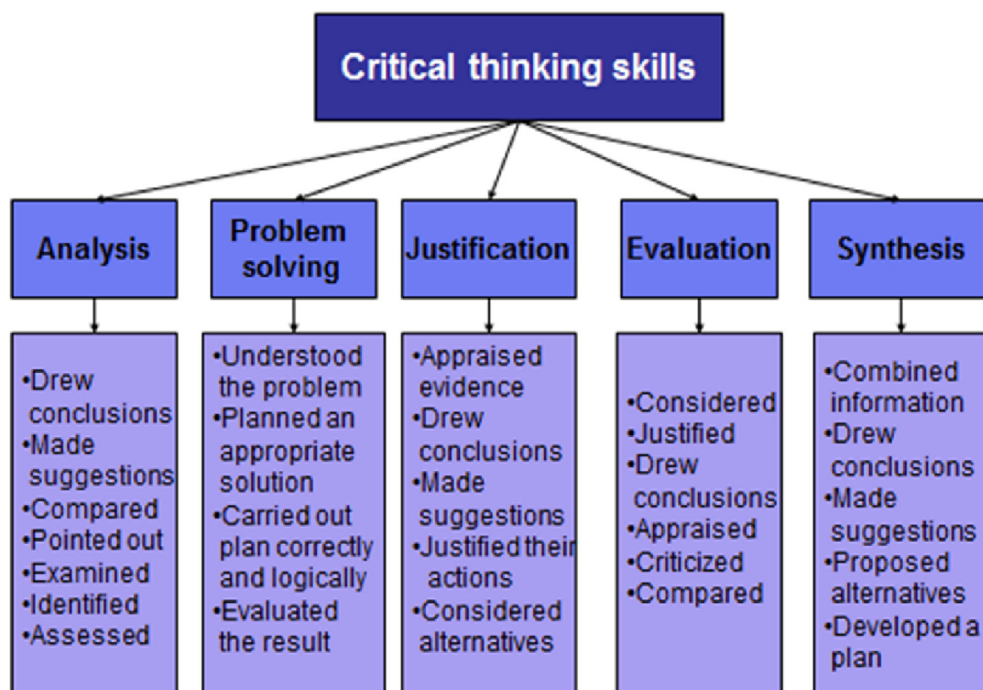 Critical thinking skills
Analysis
Problem
solving
Justification
Evaluation
Synthesis
•Drew
conclusions
•Made
suggestions
•Compared
•Pointed out
•Examined
•Identified
•Assessed
•Understood
the problem
•Planned an
appropriate
solution
•Carried out
plan correctly
and logically
•Evaluated
the result
•Appraised
evidence
•Drew
conclusions
•Made
suggestions
•Justified their
actions
•Considered
alternatives
•Considered
•Justified
•Drew
conclusions
•Appraised
•Criticized
•Compared
•Combined
information
•Drew
conclusions
•Made
suggestions
•Proposed
alternatives
•Developed a
plan